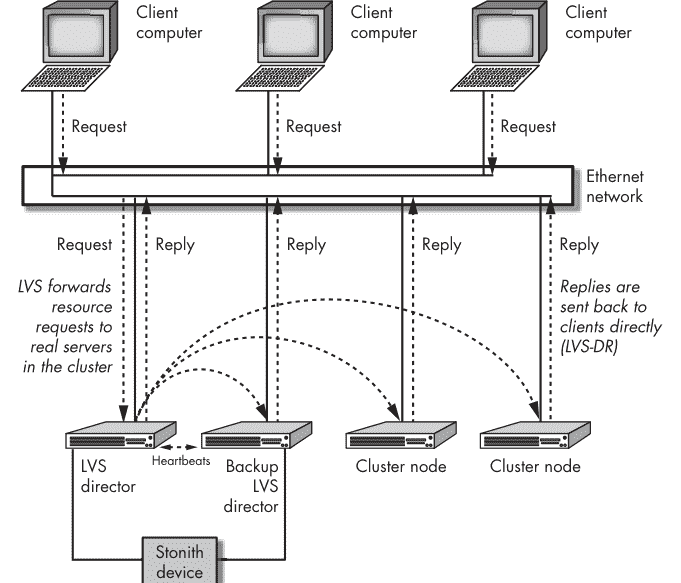 Client
computer
Client
computer
Client
computer
Request
Request
Request
Ethernet
network
Request
Reply
Reply
Reply
Reply
LVS forwards
resource
requests to
real servers
in the cluster
Replies are
sent back to
clients directly
(LVS-DR)
LVS
director
Heartbeats
Backup
LVS
director
Cluster node
Cluster node
Stonith
device